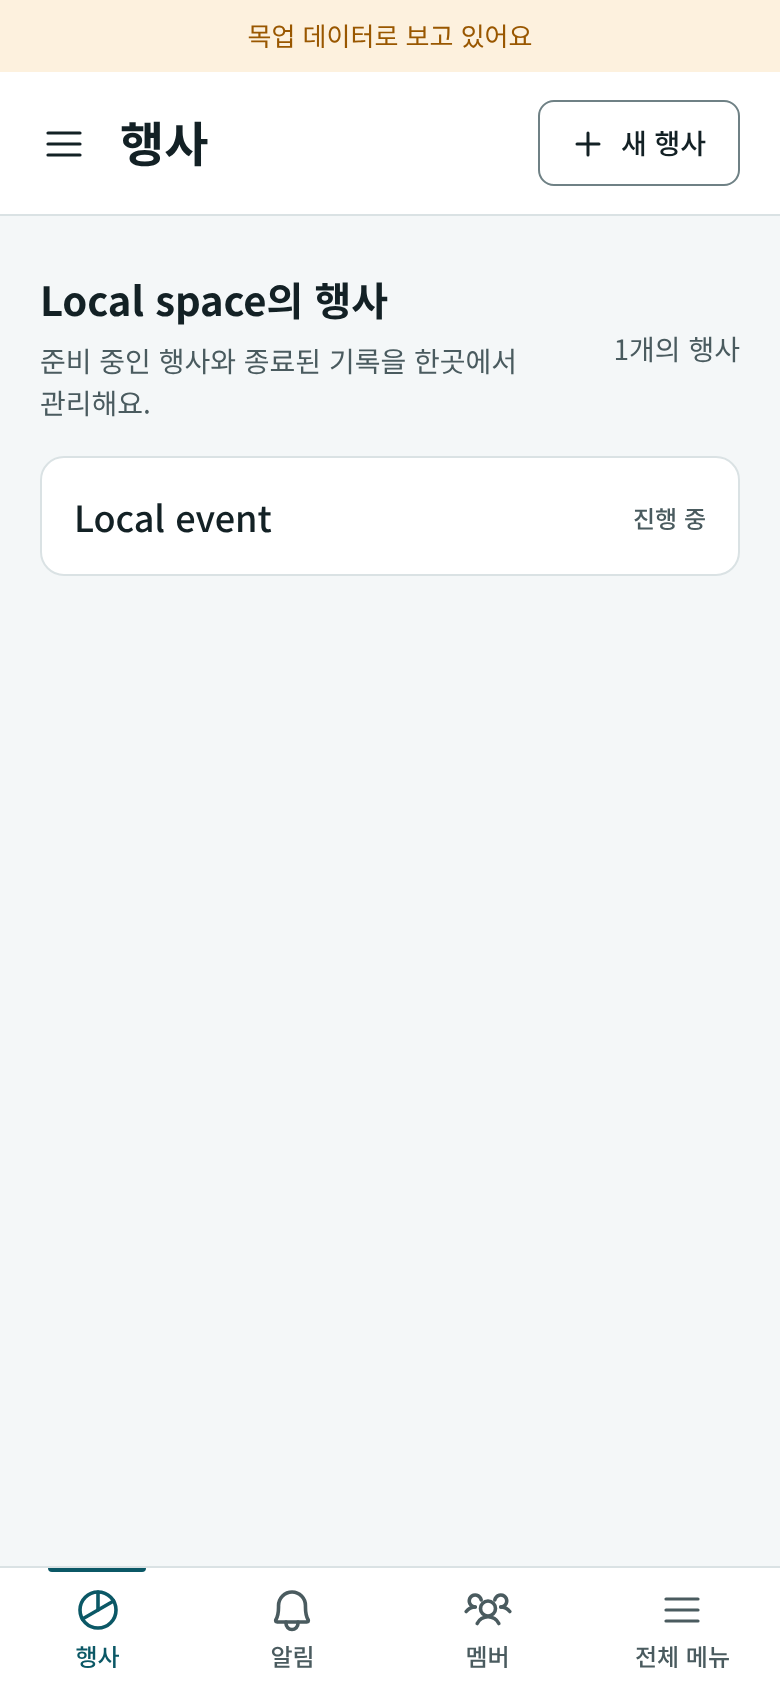 목업 데이터로 보고 있어요
행사
새 행사
Local space의 행사
준비 중인 행사와 종료된 기록을 한곳에서
관리해요.
1개의 행사
Local event
진행 중
행사
알림
멤버
전체 메뉴